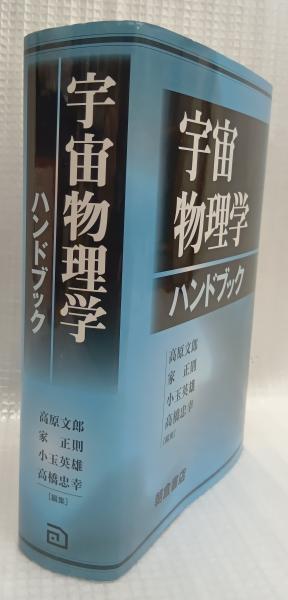 宇宙物理学
ハンドブック
高原文郎
家 正則
小玉英雄
高橋忠幸
[編集]
宇宙
物理学
ハンドブック
高原文郎
家 正則
小玉英雄
高橋忠幸
[編集]
朝倉書店